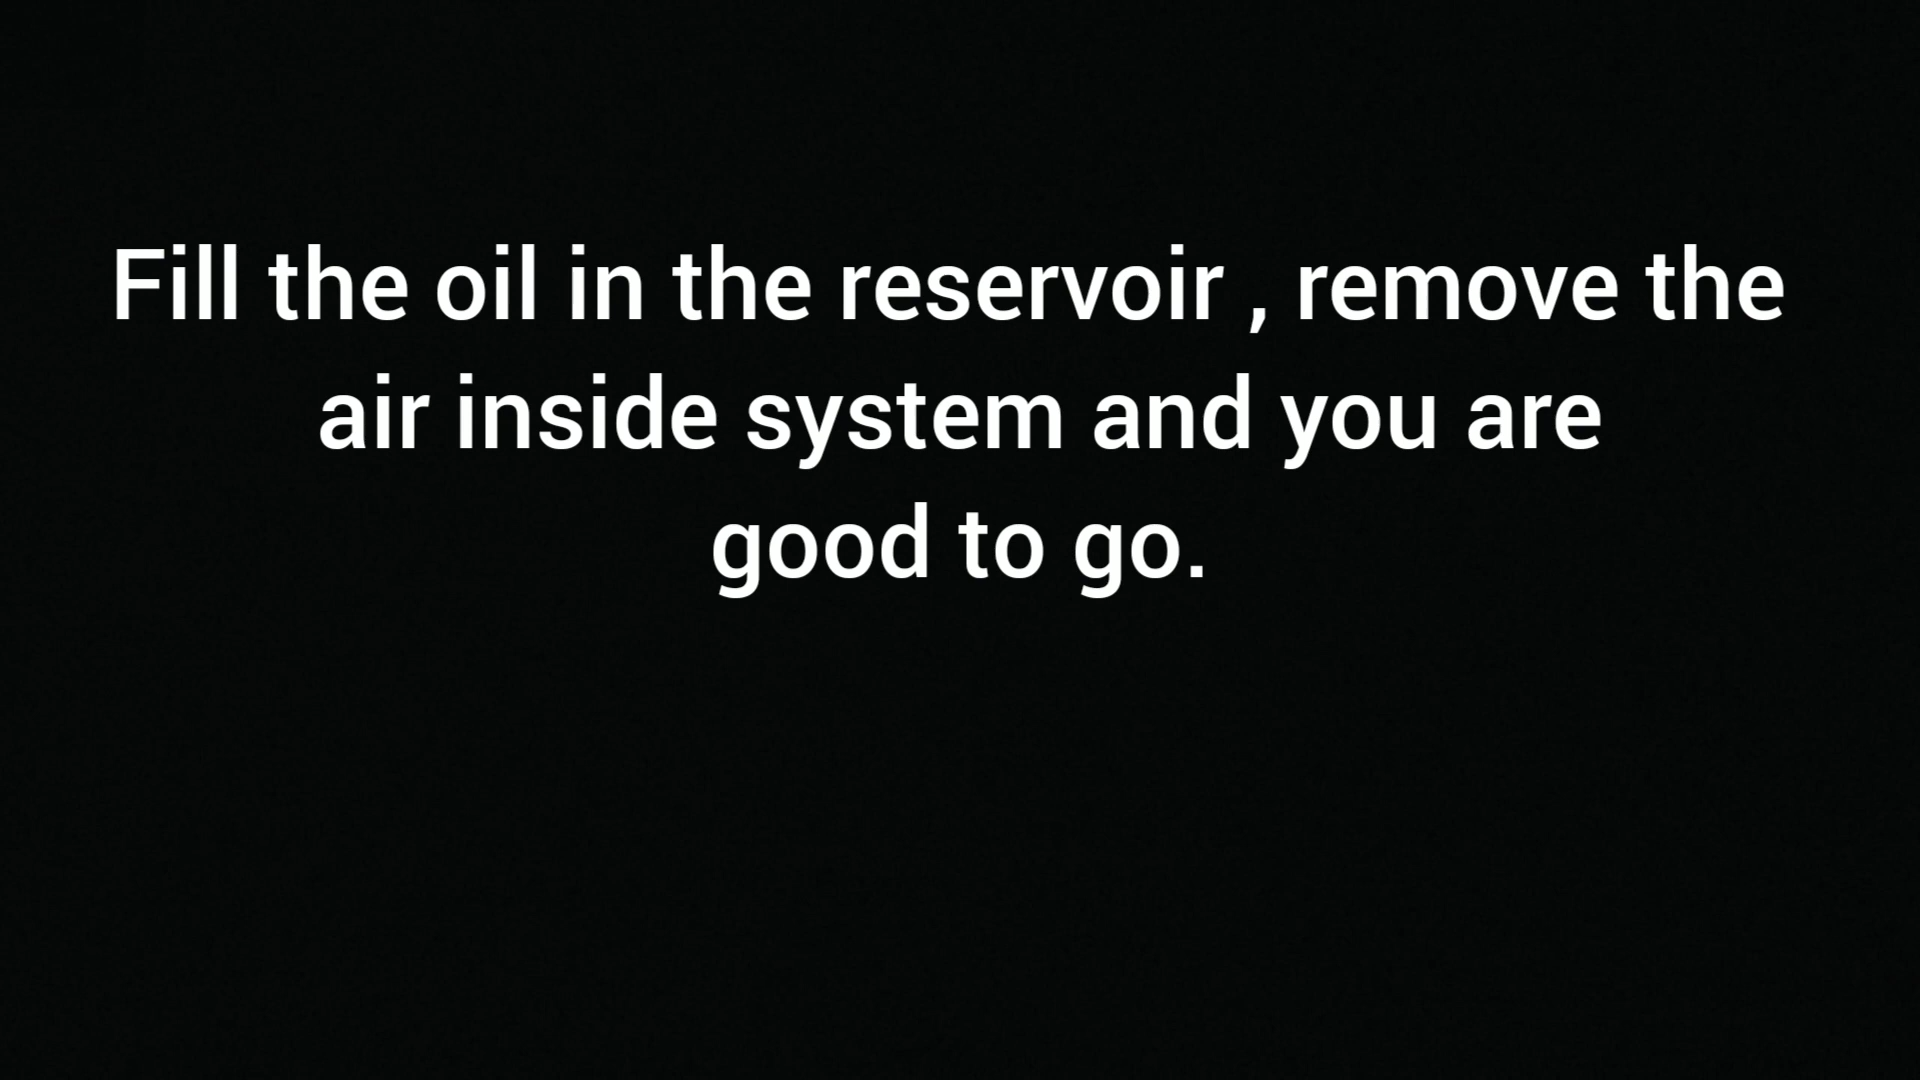 Fill the oil in the reservoir , remove the
air inside system and you are
good to go.